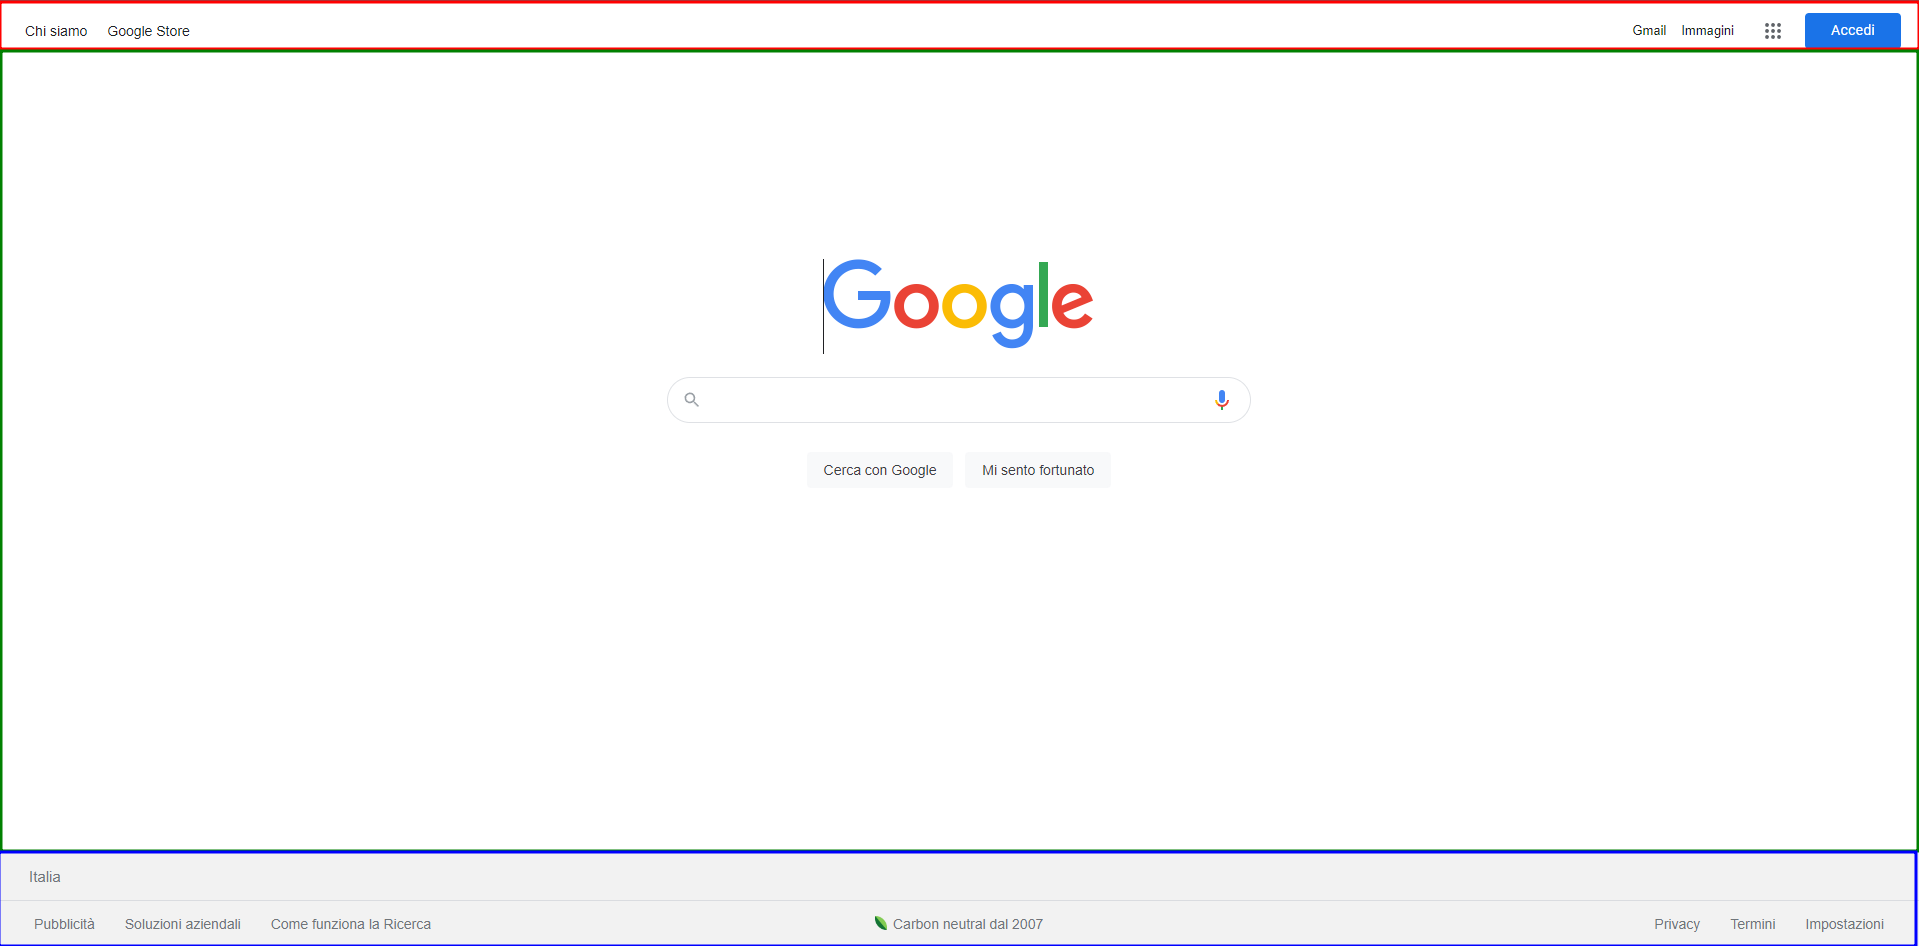 Chi siamo Google Store Gmail Immagini Accedi
Google
Cerca con Google Mi sento fortunato
Italia
Pubblicità Soluzioni aziendali Come funziona la Ricerca Carbon neutral dal 2007 Privacy Termini Impostazioni